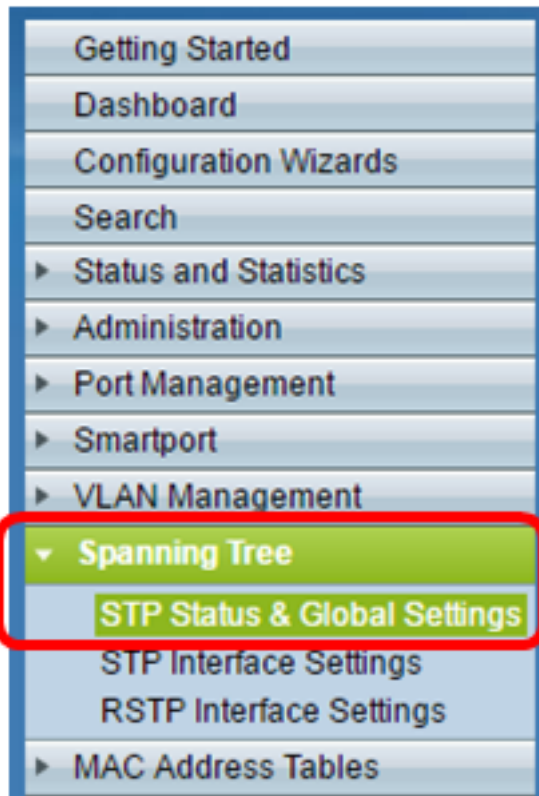 Getting Started
Dashboard
Configuration Wizards
Search
Status and Statistics
Administration
Port Management
Smartport
VLAN Management
Spanning Tree
STP Status & Global Settings
STP Interface Settings
RSTP Interface Settings
MAC Address Tables